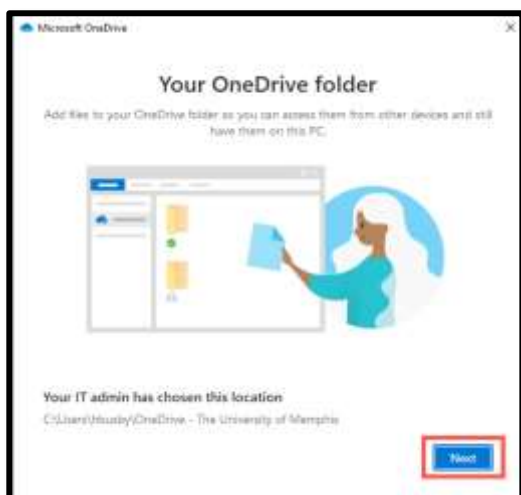 Microsoft OneDrive
Your OneDrive folder
Add files to your OneDrive folder so you can access them from other devices and still
have them on this PC.
Your IT admin has chosen this location
C:\Users\hbusby\OneDrive - The University of Memphis
Next